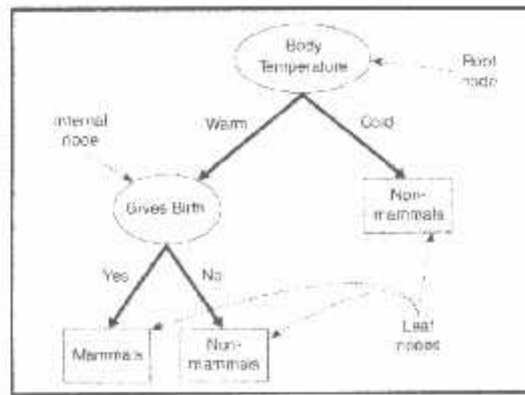 Body
Temperature
Root
node
Internal
node
Warm
Cold
Gives Birth
Non-
mammals
Yes
No
Mammals
Non-
mammals
Leaf
nodes